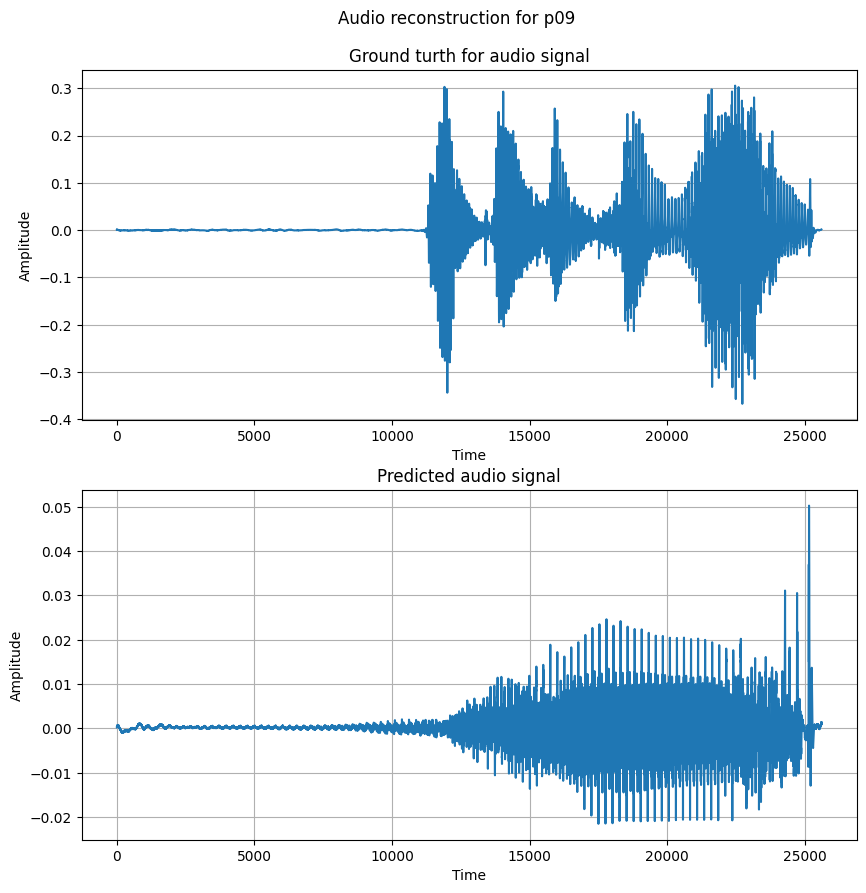 Audio reconstruction for p09
Ground turth for audio signal
0.3
0.2
0.1
0.0
−0.1
−0.2
−0.3
−0.4
Amplitude
0 5000 10000 15000 20000 25000
Time
Predicted audio signal
0.05
0.04
0.03
0.02
0.01
0.00
−0.01
−0.02
Amplitude
0 5000 10000 15000 20000 25000
Time